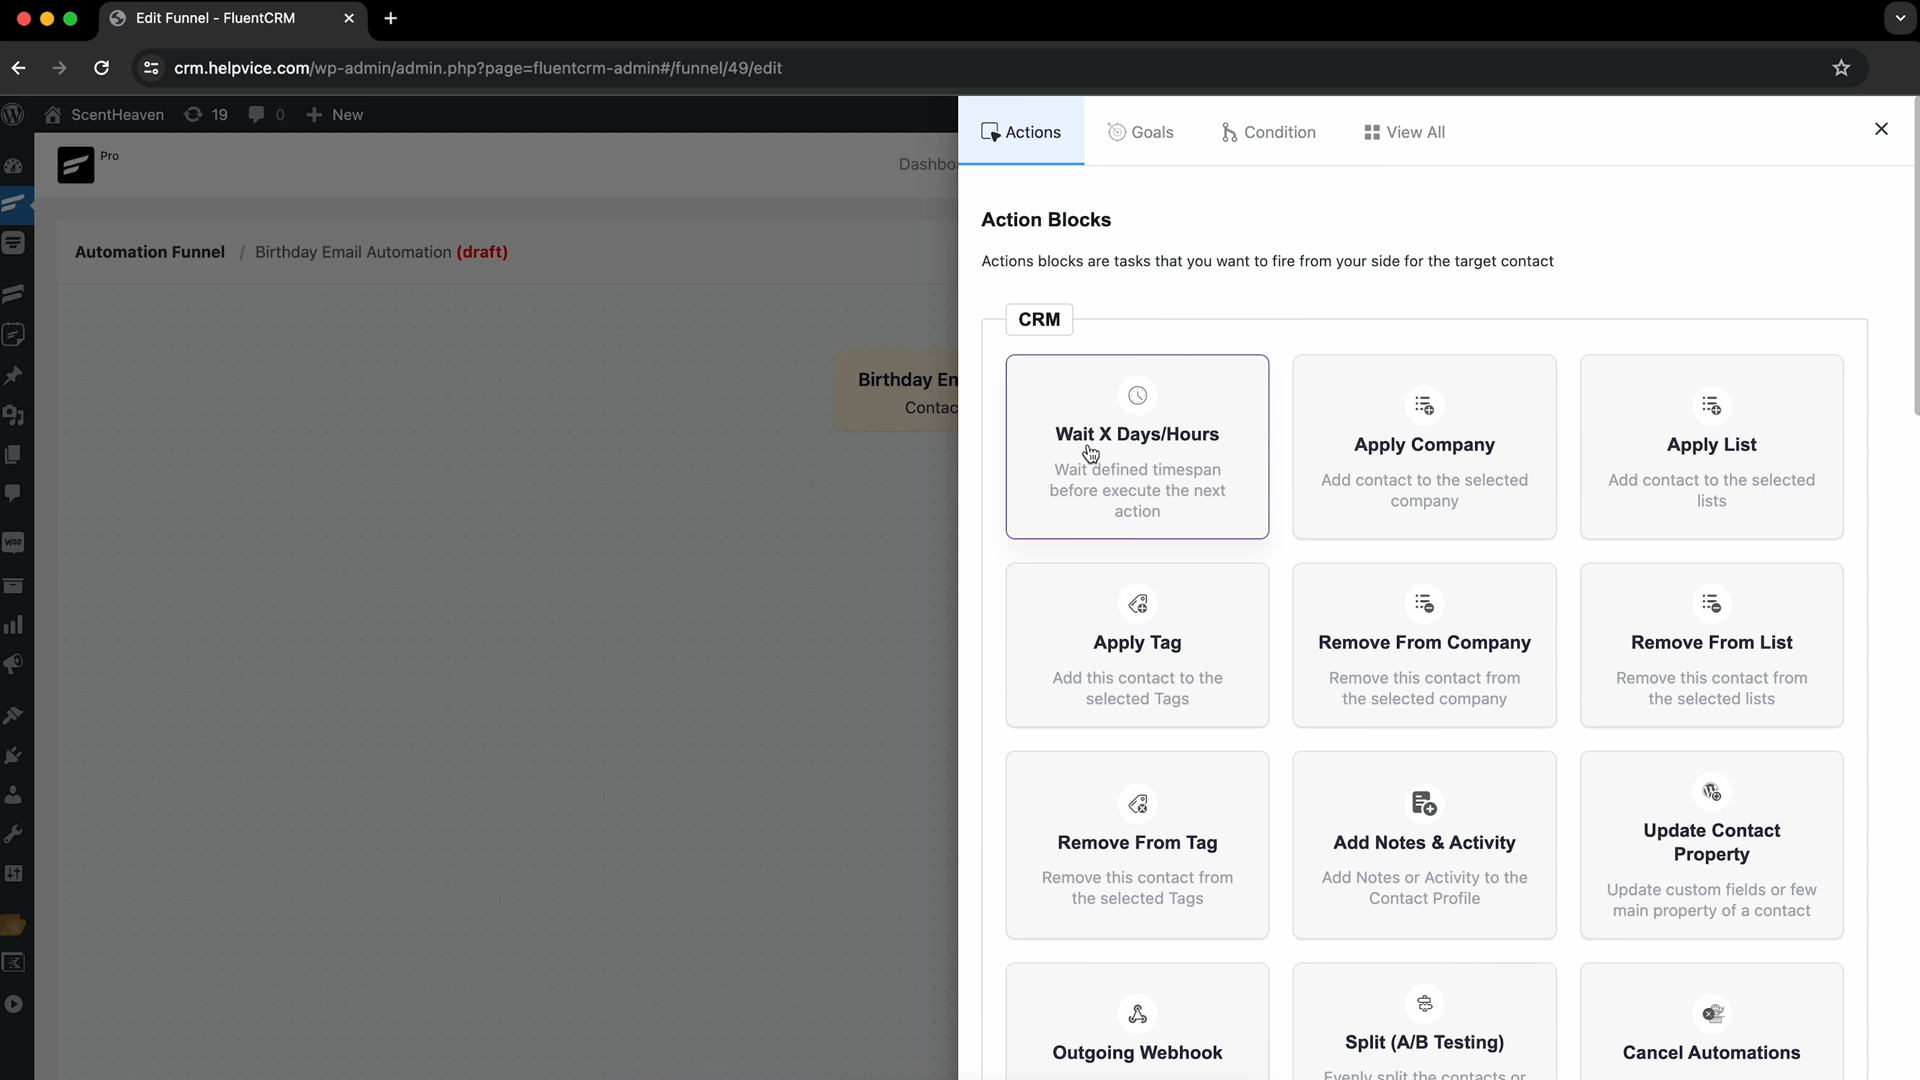 Edit Funnel - FluentCRM
crm.helpvice.com/wp-admin/admin.php?page=fluentcrm-admin#/funnel/49/edit
ScentHeaven 19 0 New
Actions Goals Condition View All
Pro
Dashbo
Action Blocks
Automation Funnel / Birthday Email Automation (draft)
Actions blocks are tasks that you want to fire from your side for the target contact
CRM
Birthday Em
Contac
Wait X Days/Hours
Wait defined timespan
before execute the next
action
Apply Company
Add contact to the selected
company
Apply List
Add contact to the selected
lists
Apply Tag
Add this contact to the
selected Tags
Remove From Company
Remove this contact from
the selected company
Remove From List
Remove this contact from
the selected lists
Remove From Tag
Remove this contact from
the selected Tags
Add Notes & Activity
Add Notes or Activity to the
Contact Profile
Update Contact
Property
Update custom fields or few
main property of a contact
Outgoing Webhook
Split (A/B Testing)
Evenly split the contacts or
Cancel Automations
Woo